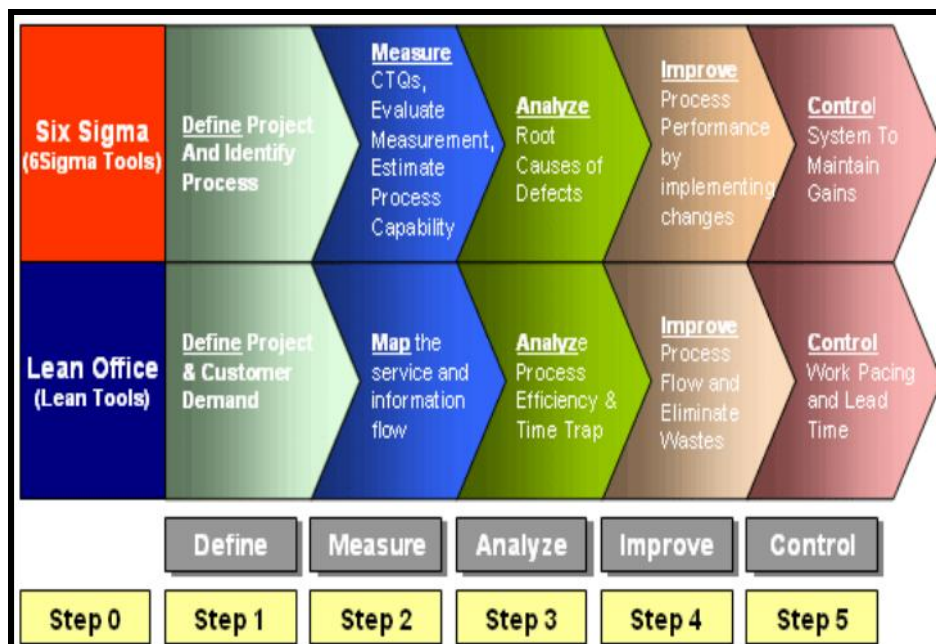 Six Sigma
(6Sigma Tools)
Define Project
And Identify
Process
Measure
CTQs,
Evaluate
Measurement,
Estimate
Process
Capability
Analyze
Root
Causes of
Defects
Improve
Process
Performance
by
implementing
changes
Control
System To
Maintain
Gains
Lean Office
(Lean Tools)
Define Project
& Customer
Demand
Map the
service and
information
flow
Analyze
Process
Efficiency &
Time Trap
Improve
Process
Flow and
Eliminate
Wastes
Control
Work Pacing
and Lead
Time
Define
Measure
Analyze
Improve
Control
Step 0
Step 1
Step 2
Step 3
Step 4
Step 5